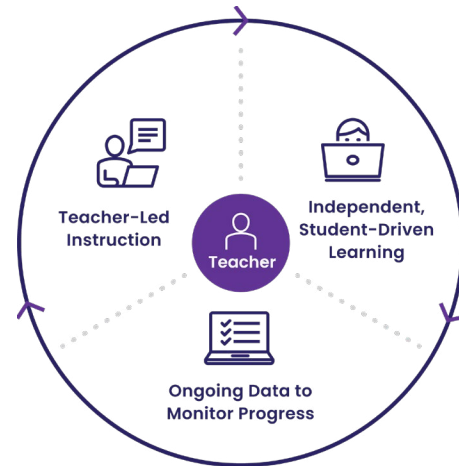 Teacher-Led
Instruction
Independent,
Student-Driven
Learning
Teacher
Ongoing Data to
Monitor Progress